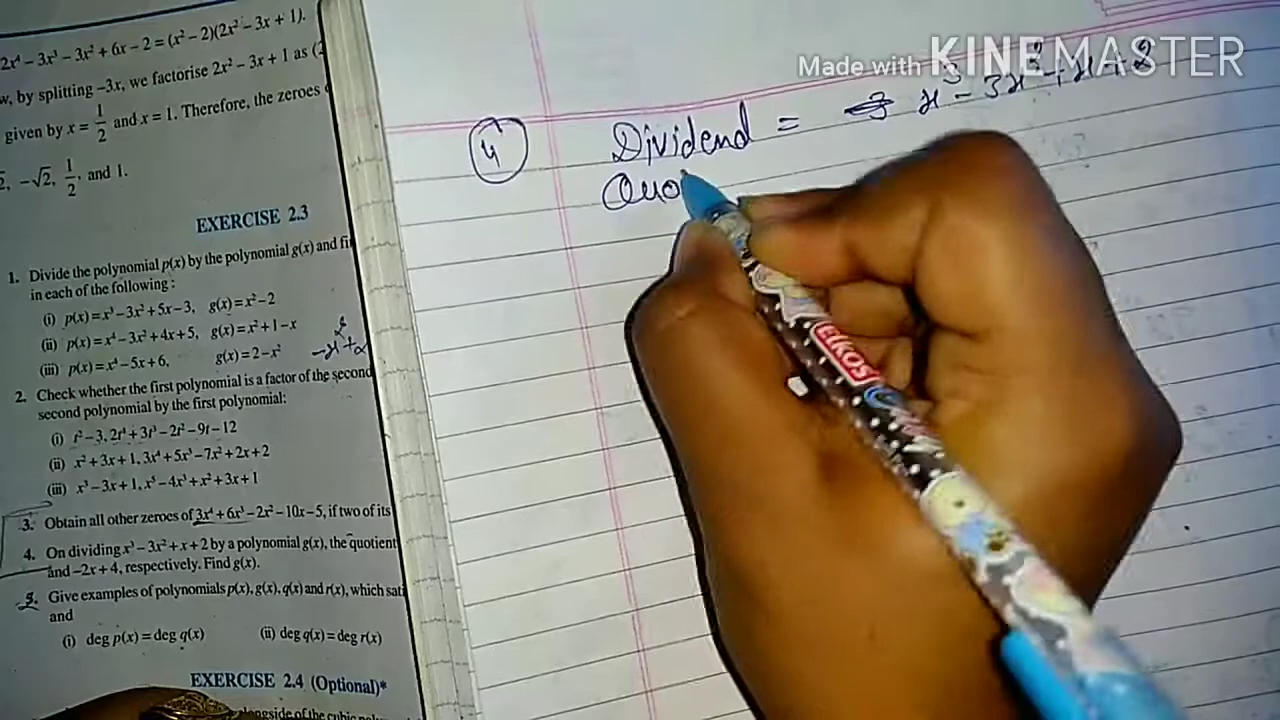 2x⁴ – 3x³ – 3x² + 6x – 2 = (x² – 2)(2x² – 3x + 1).
by splitting –3x, we factorise 2x² – 3x + 1 as
given by x = 1/2 and x = 1. Therefore, the zeroes
–√2, 1/2, and 1.
EXERCISE 2.3
1. Divide the polynomial p(x) by the polynomial g(x) and
in each of the following :
(i) p(x) = x³ – 3x² + 5x – 3, g(x) = x² – 2
(ii) p(x) = x⁴ – 3x² + 4x + 5, g(x) = x² + 1 – x
(iii) p(x) = x⁴ – 5x + 6, g(x) = 2 – x²
2. Check whether the first polynomial is a factor of the second
second polynomial by the first polynomial:
(i) t² – 3, 2t⁴ + 3t³ – 2t² – 9t – 12
(ii) x² + 3x + 1, 3x⁴ + 5x³ – 7x² + 2x + 2
(iii) x³ – 3x + 1, x⁵ – 4x³ + x² + 3x + 1
3. Obtain all other zeroes of 3x⁴ + 6x³ – 2x² – 10x – 5, if two of its
4. On dividing x³ – 3x² + x + 2 by a polynomial g(x), the quotient
and –2x + 4, respectively. Find g(x).
Give examples of polynomials p(x), g(x), q(x) and r(x), which
and
(i) deg p(x) = deg q(x) (ii) deg q(x) = deg r(x)
EXERCISE 2.4 (Optional)*
alongside of the cubic
Made with KINEMASTER
4 Dividend = x³ – 3x² + x + 2
Quo
ELKOS